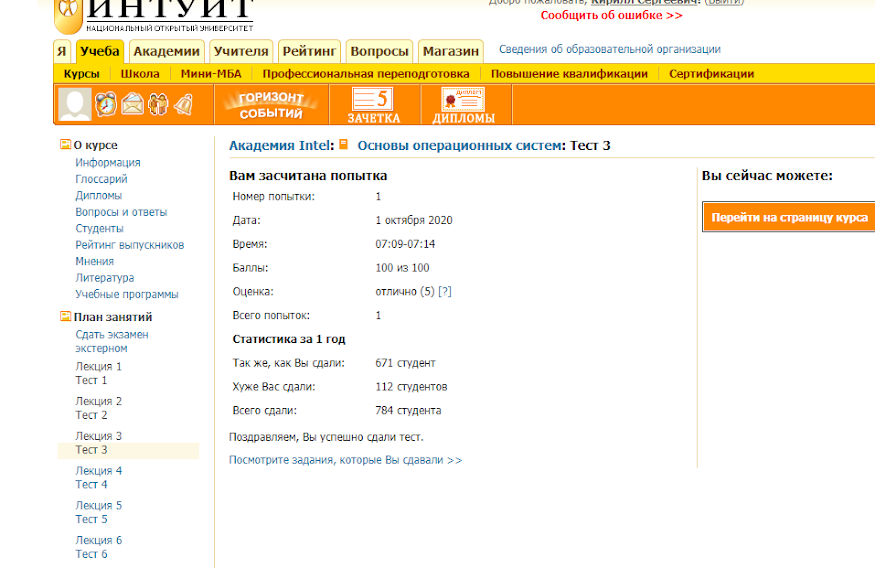 ИНТУИТ
НАЦИОНАЛЬНЫЙ ОТКРЫТЫЙ УНИВЕРСИТЕТ
Добро пожаловать, Кирилл Сергеевич! (Выйти)
Сообщить об ошибке >>
Я Учеба Академии Учителя Рейтинг Вопросы Магазин Сведения об образовательной организации
Курсы Школа Мини-МБА Профессиональная переподготовка Повышение квалификации Сертификации
ГОРИЗОНТ СОБЫТИЙ
5 ЗАЧЕТКА
ДИПЛОМ ДИПЛОМЫ
О курсе
Информация
Глоссарий
Дипломы
Вопросы и ответы
Студенты
Рейтинг выпускников
Мнения
Литература
Учебные программы
План занятий
Сдать экзамен
экстерном
Лекция 1
Тест 1
Лекция 2
Тест 2
Лекция 3
Тест 3
Лекция 4
Тест 4
Лекция 5
Тест 5
Лекция 6
Тест 6
Академия Intel: Основы операционных систем: Тест 3
Вам засчитана попытка
Номер попытки: 1
Дата: 1 октября 2020
Время: 07:09-07:14
Баллы: 100 из 100
Оценка: отлично (5) [?]
Всего попыток: 1
Статистика за 1 год
Так же, как Вы сдали: 671 студент
Хуже Вас сдали: 112 студентов
Всего сдали: 784 студента
Поздравляем, Вы успешно сдали тест.
Посмотрите задания, которые Вы сдавали >>
Вы сейчас можете:
Перейти на страницу курса